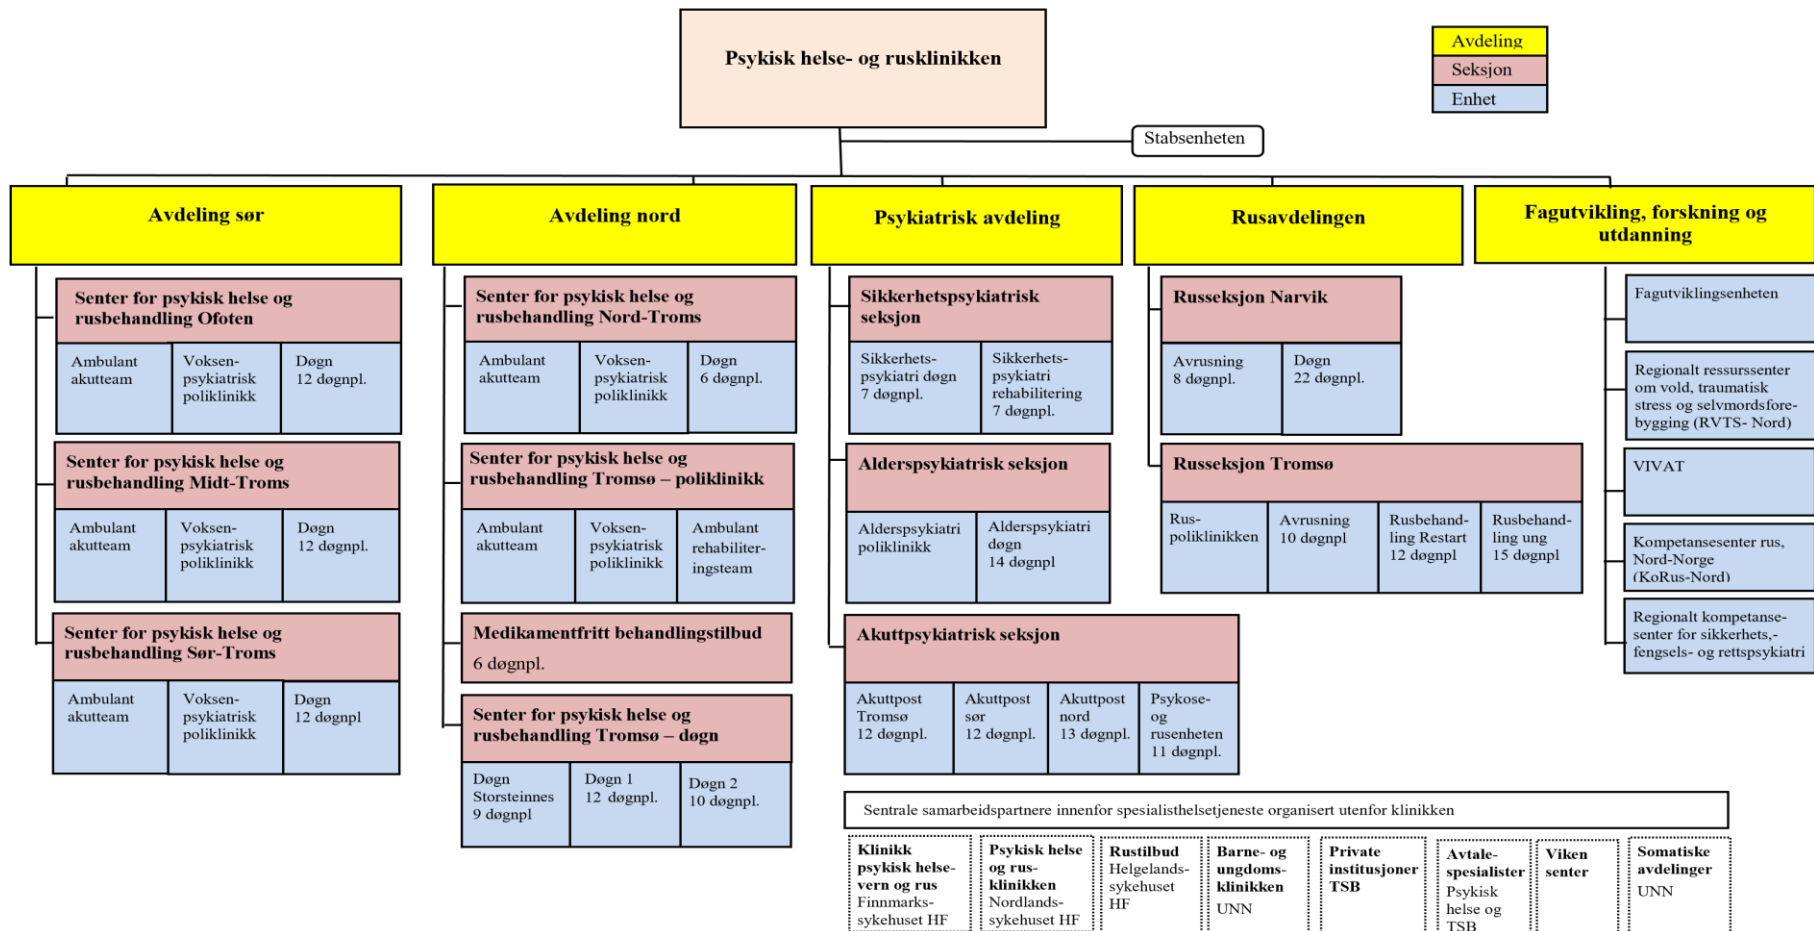 Psykisk helse- og rusklinikken
Avdeling
Seksjon
Enhet
Stabsenheten
Avdeling sør
Senter for psykisk helse og
rusbehandling Ofoten
Ambulant
akutteam
Voksen-
psykiatrisk
poliklinikk
Døgn
12 døgnpl.
Senter for psykisk helse og
rusbehandling Midt-Troms
Ambulant
akutteam
Voksen-
psykiatrisk
poliklinikk
Døgn
12 døgnpl.
Senter for psykisk helse og
rusbehandling Sør-Troms
Ambulant
akutteam
Voksen-
psykiatrisk
poliklinikk
Døgn
12 døgnpl
Avdeling nord
Senter for psykisk helse og
rusbehandling Nord-Troms
Ambulant
akutteam
Voksen-
psykiatrisk
poliklinikk
Døgn
6 døgnpl.
Senter for psykisk helse og
rusbehandling Tromsø – poliklinikk
Ambulant
akutteam
Voksen-
psykiatrisk
poliklinikk
Ambulant
rehabiliter-
ingsteam
Medikamentfritt behandlingstilbud
6 døgnpl.
Senter for psykisk helse og
rusbehandling Tromsø – døgn
Døgn
Storsteinnes
9 døgnpl
Døgn 1
12 døgnpl.
Døgn 2
10 døgnpl.
Psykiatrisk avdeling
Sikkerhetspsykiatrisk
seksjon
Sikkerhets-
psykiatri døgn
7 døgnpl.
Sikkerhets-
psykiatri
rehabilitering
7 døgnpl.
Alderspsykiatrisk seksjon
Alderspsykiatri
poliklinikk
Alderspsykiatri
døgn
14 døgnpl
Akuttpsykiatrisk seksjon
Akuttpost
Tromsø
12 døgnpl.
Akuttpost
sør
12 døgnpl.
Akuttpost
nord
13 døgnpl.
Psykose-
og
rusenheten
11 døgnpl.
Rusavdelingen
Russeksjon Narvik
Avrusning
8 døgnpl.
Døgn
22 døgnpl.
Russeksjon Tromsø
Rus-
poliklinikken
Avrusning
10 døgnpl
Rusbehand-
ling Restart
12 døgnpl
Rusbehand-
ling ung
15 døgnpl
Fagutvikling, forskning og
utdanning
Fagutviklingsenheten
Regionalt ressurssenter
om vold, traumatisk
stress og selvmordsfore-
bygging (RVTS- Nord)
VIVAT
Kompetansesenter rus,
Nord-Norge
(KoRus-Nord)
Regionalt kompetanse-
senter for sikkerhets,-
fengsels- og rettspsykiatri
Sentrale samarbeidspartnere innenfor spesialisthelsetjeneste organisert utenfor klinikken
Klinikk
psykisk helse-
vern og rus
Finnmarks-
sykehuset HF
Psykisk helse
og rus-
klinikken
Nordlands-
sykehuset HF
Rustilbud
Helgelands-
sykehuset
HF
Barne- og
ungdoms-
klinikken
UNN
Private
institusjoner
TSB
Avtale-
spesialister
Psykisk
helse og
TSB
Viken
senter
Somatiske
avdelinger
UNN